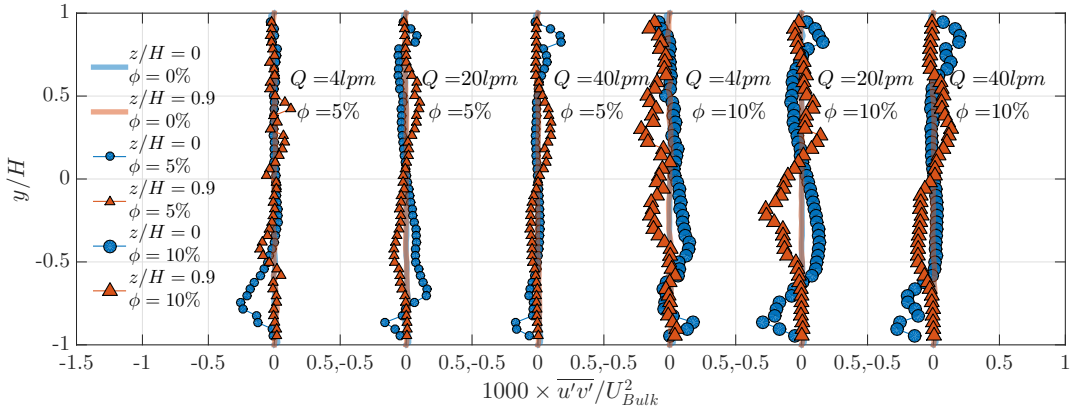 1
0.5
0
-0.5
-1
y/H
z/H = 0
ϕ = 0%
z/H = 0.9
ϕ = 0%
z/H = 0
ϕ = 5%
z/H = 0.9
ϕ = 5%
z/H = 0
ϕ = 10%
z/H = 0.9
ϕ = 10%
Q = 4lpm Q = 20lpm Q = 40lpm Q = 4lpm Q = 20lpm Q = 40lpm
ϕ = 5% ϕ = 5% ϕ = 5% ϕ = 10% ϕ = 10% ϕ = 10%
-1.5 -1 -0.5 0 0.5,-0.5 0 0.5,-0.5 0 0.5,-0.5 0 0.5,-0.5 0 0.5,-0.5 0 0.5 1
1000 × \overline{u'v'}/U²_{Bulk}